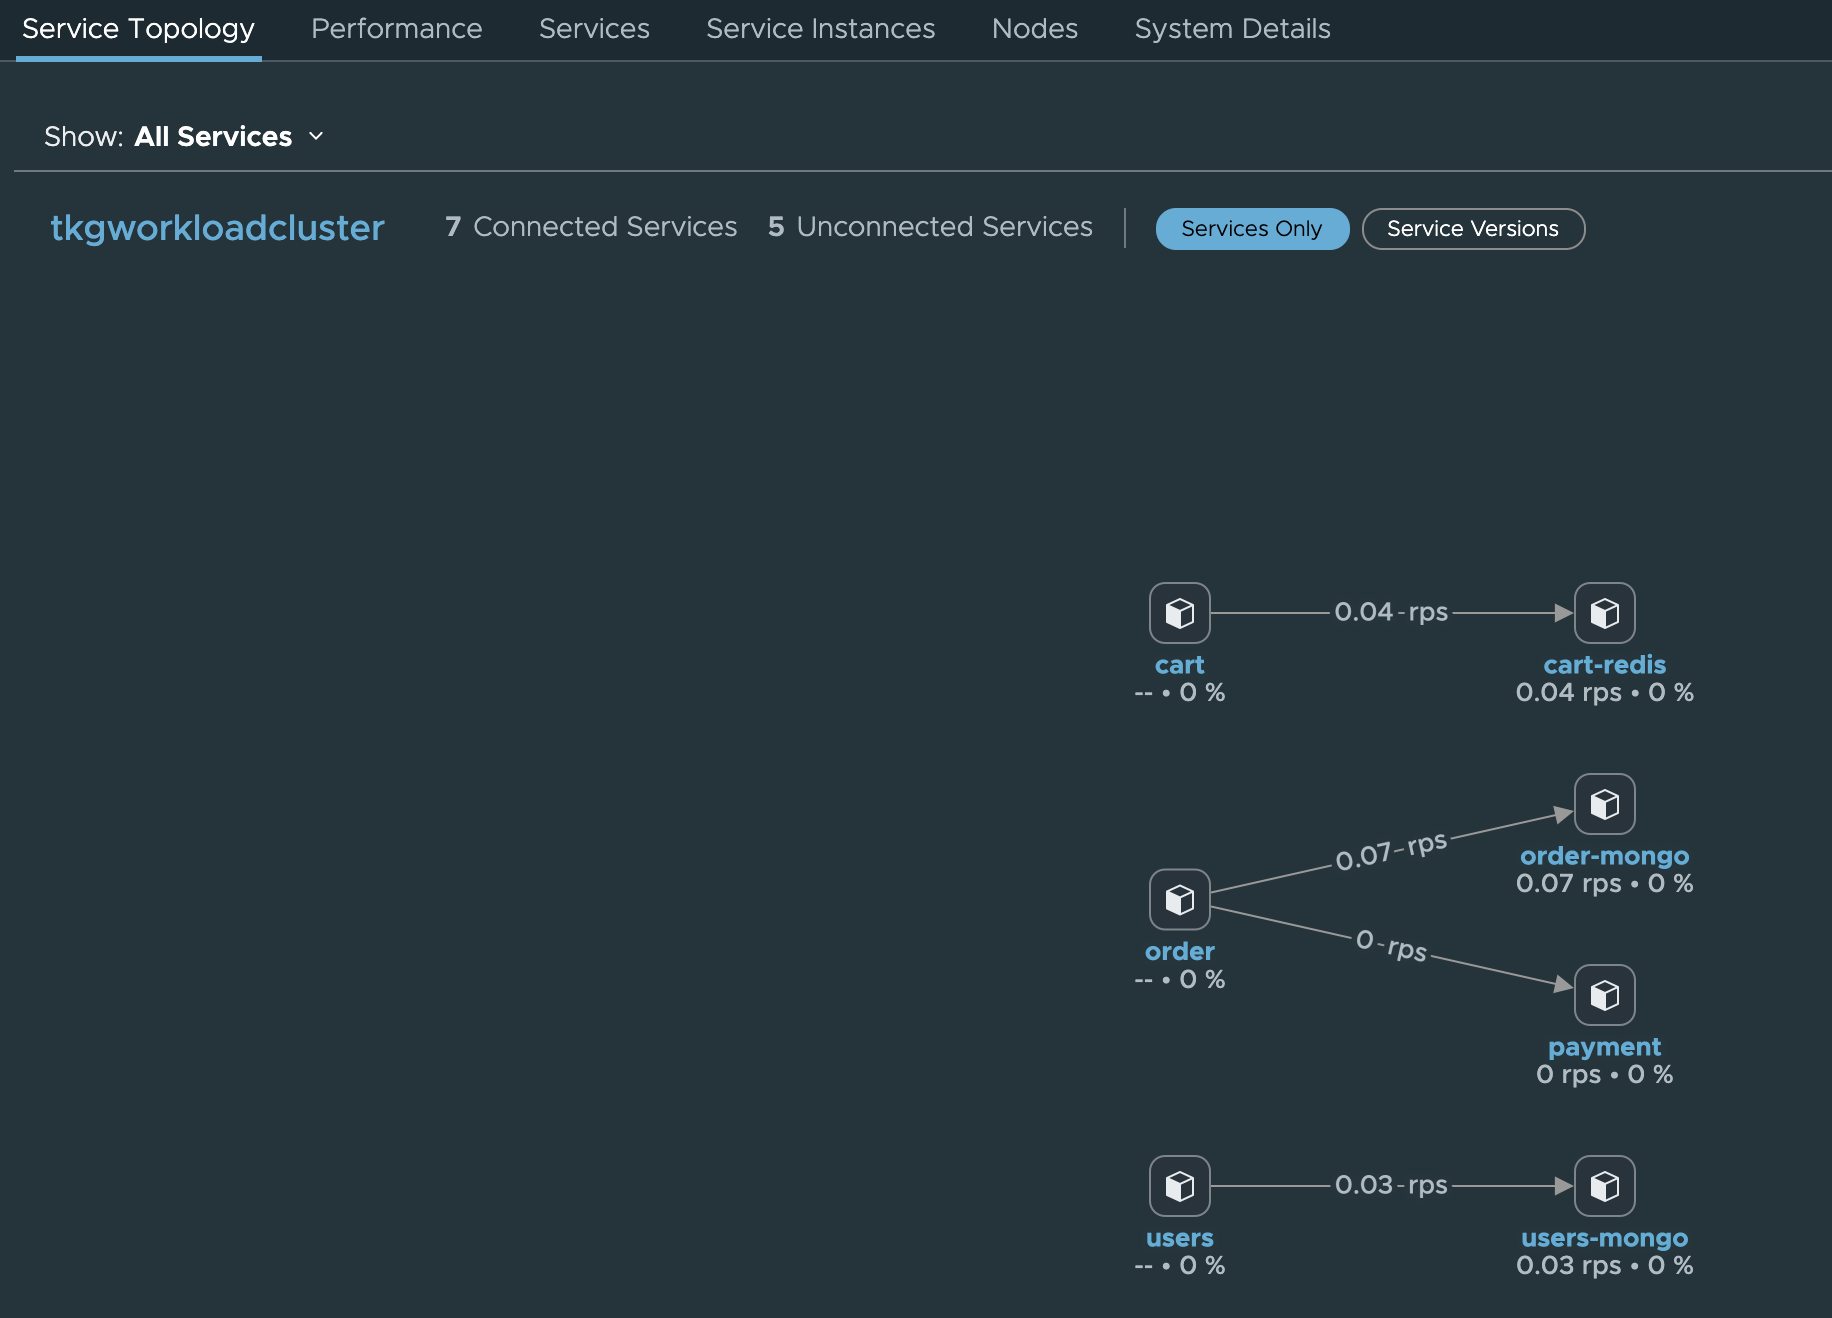 Service Topology Performance Services Service Instances Nodes System Details
Show: All Services
tkgworkloadcluster 7 Connected Services 5 Unconnected Services Services Only Service Versions
0.04-rps
cart cart-redis
-- • 0 % 0.04 rps • 0 %
0.07-rps
order-mongo
0.07 rps • 0 %
0-rps
order
-- • 0 %
payment
0 rps • 0 %
0.03-rps
users users-mongo
-- • 0 % 0.03 rps • 0 %